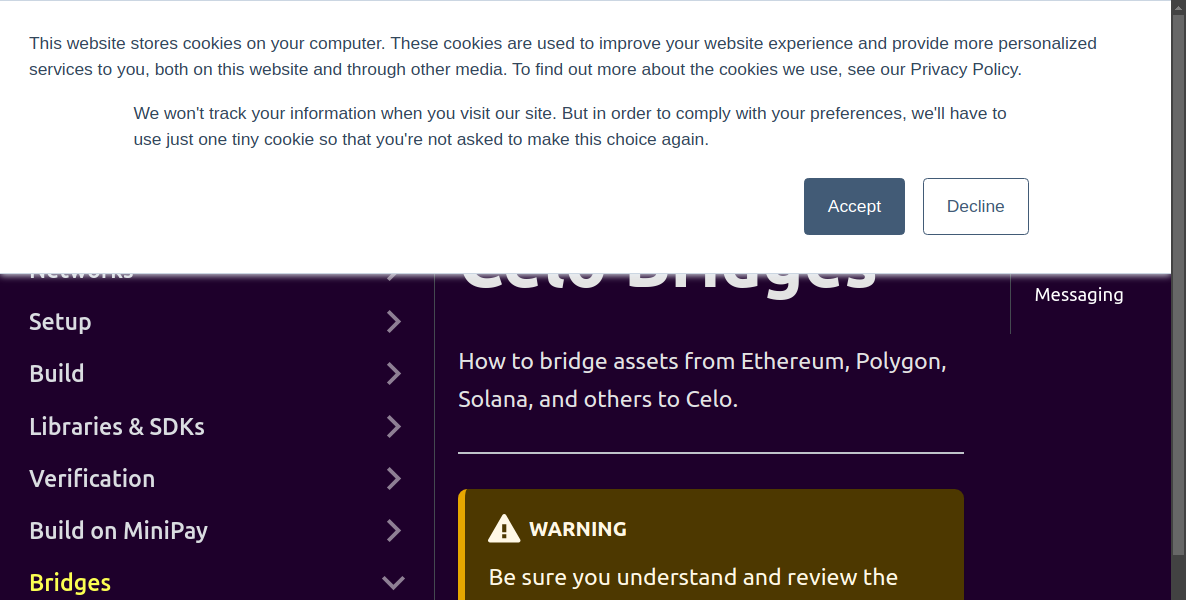 This website stores cookies on your computer. These cookies are used to improve your website experience and provide more personalized
services to you, both on this website and through other media. To find out more about the cookies we use, see our Privacy Policy.
We won't track your information when you visit our site. But in order to comply with your preferences, we'll have to
use just one tiny cookie so that you're not asked to make this choice again.
Accept
Decline
Networks
Setup
Build
Libraries & SDKs
Verification
Build on MiniPay
Bridges
Celo Bridges
How to bridge assets from Ethereum, Polygon,
Solana, and others to Celo.
WARNING
Be sure you understand and review the
Messaging